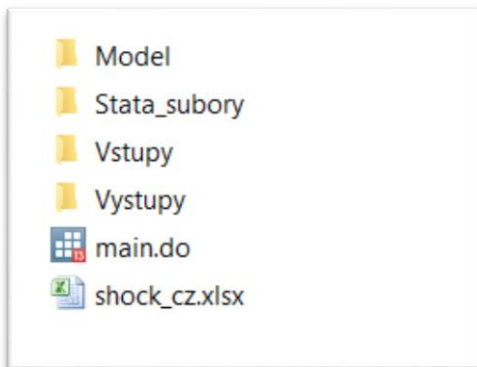 Model
Stata_subory
Vstupy
Vystupy
main.do
shock_cz.xlsx